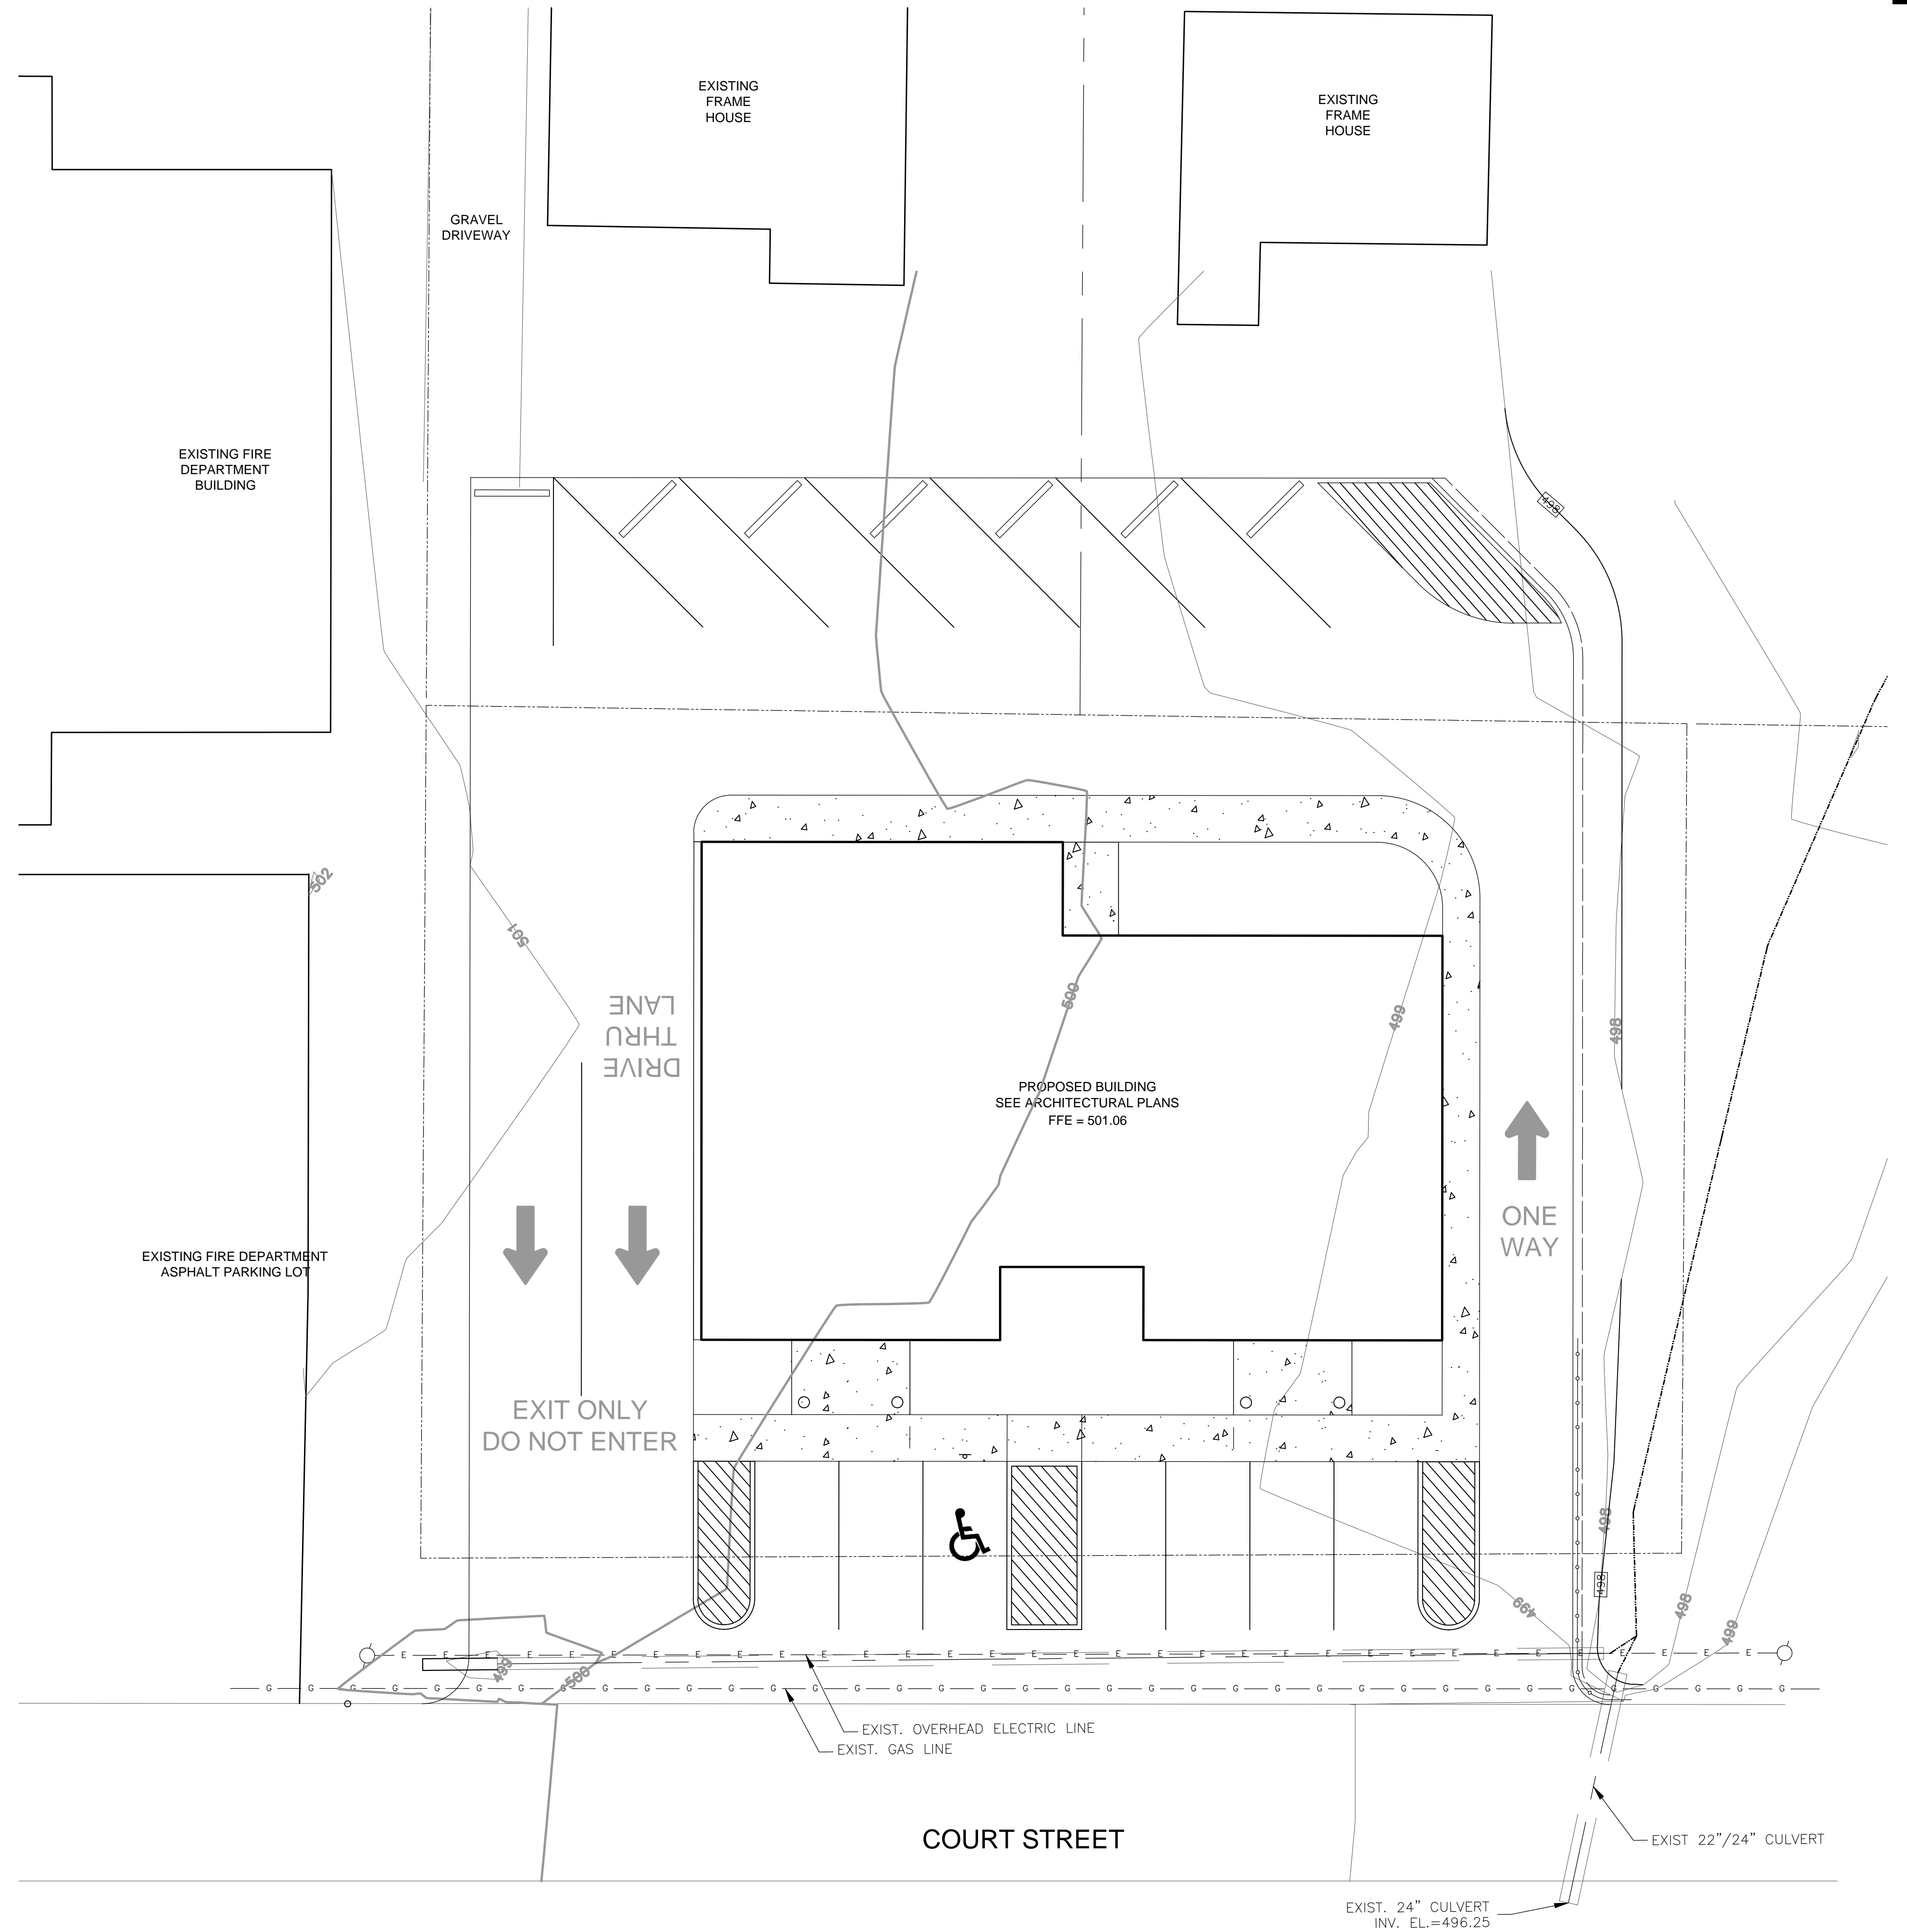 EXISTING
FRAME
HOUSE
EXISTING
FRAME
HOUSE
GRAVEL
DRIVEWAY
EXISTING FIRE
DEPARTMENT
BUILDING
498
502
501
DRIVE
THRU
LANE
500
499
498
PROPOSED BUILDING
SEE ARCHITECTURAL PLANS
FFE = 501.06
ONE
WAY
EXISTING FIRE DEPARTMENT
ASPHALT PARKING LOT
EXIT ONLY
DO NOT ENTER
498
498
499
498
499
E E E E E E E E E E E E E E E E E E E E E E E E E E E E E E E E E
499
500
G G G G G G G G G G G G G G G G G G G G G G G G G G G G G G G G G G G G G
EXIST. OVERHEAD ELECTRIC LINE
EXIST. GAS LINE
COURT STREET
EXIST 22"/24" CULVERT
EXIST. 24" CULVERT
INV. EL.=496.25